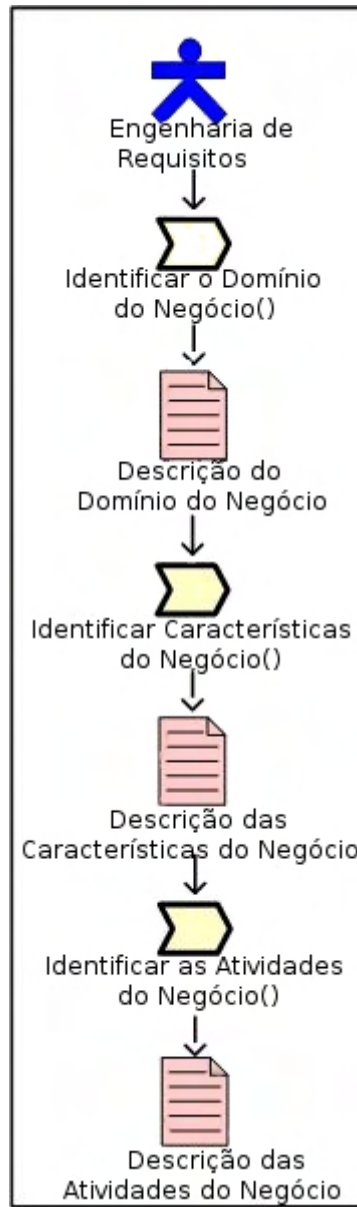 Engenharia de
Requisitos
Identificar o Domínio
do Negócio()
Descrição do
Domínio do Negócio
Identificar Características
do Negócio()
Descrição das
Características do Negócio
Identificar as Atividades
do Negócio()
Descrição das
Atividades do Negócio